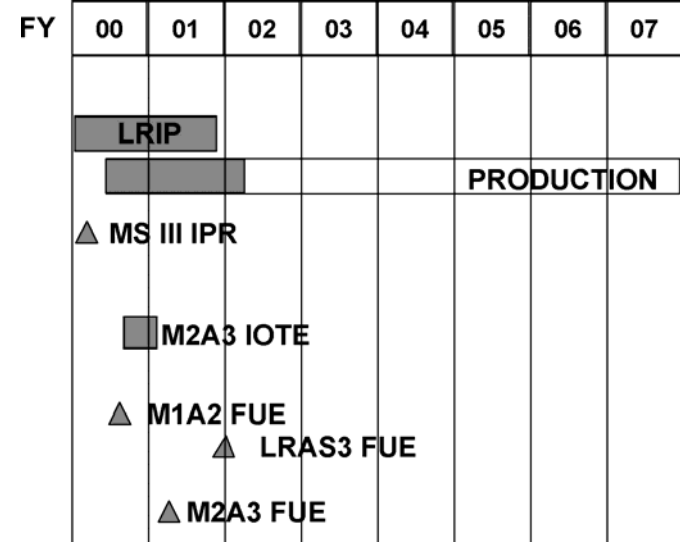 FY 00 01 02 03 04 05 06 07
LRIP
PRODUCTION
MS III IPR
M2A3 IOTE
M1A2 FUE
LRAS3 FUE
M2A3 FUE